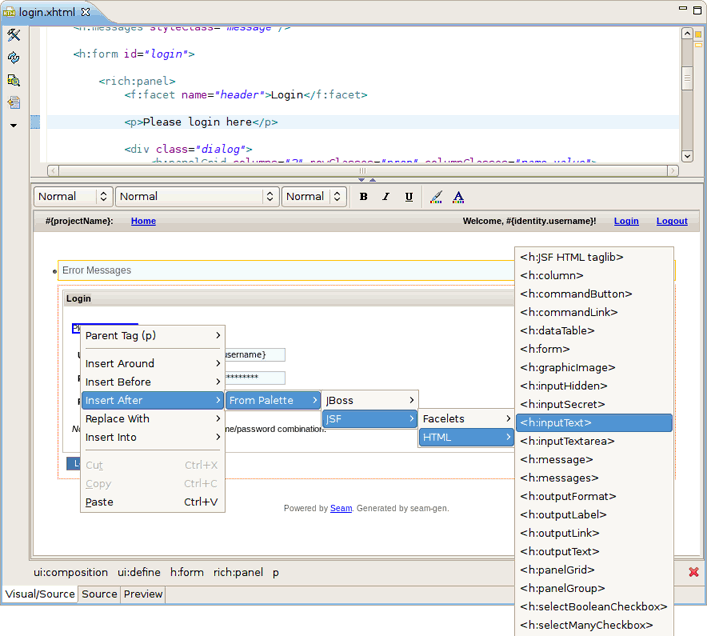 login.xhtml
<h:messages styleClass="message"/>
<h:form id="login">
<rich:panel>
<f:facet name="header">Login</f:facet>
<p>Please login here</p>
<div class="dialog">
<h:panelGrid columns="2" rowClasses="prop" columnClasses="name,value">
Normal Normal Normal B I U A
#{projectName}: Home Welcome, #{identity.username}! Login Logout
Error Messages
Login
Parent Tag (p)
Insert Around
Insert Before
Insert After
Replace With
Insert Into
Cut Ctrl+X
Copy Ctrl+C
Paste Ctrl+V
username}
********
me/password combination.
From Palette
JBoss
JSF
Facelets
HTML
<h:JSF HTML taglib>
<h:column>
<h:commandButton>
<h:commandLink>
<h:dataTable>
<h:form>
<h:graphicImage>
<h:inputHidden>
<h:inputSecret>
<h:inputText>
<h:inputTextarea>
<h:message>
<h:messages>
<h:outputFormat>
<h:outputLabel>
<h:outputLink>
<h:outputText>
<h:panelGrid>
<h:panelGroup>
<h:selectBooleanCheckbox>
<h:selectManyCheckbox>
Powered by Seam. Generated by seam-gen.
ui:composition ui:define h:form rich:panel p
Visual/Source Source Preview